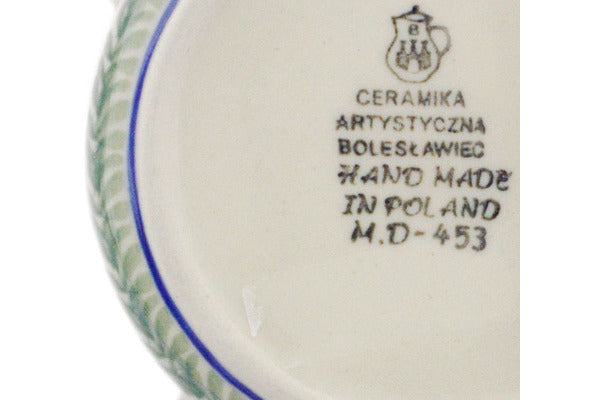 B
CERAMIKA
ARTYSTYCZNA
BOLESŁAWIEC
HAND MADE
IN POLAND
M.D-453